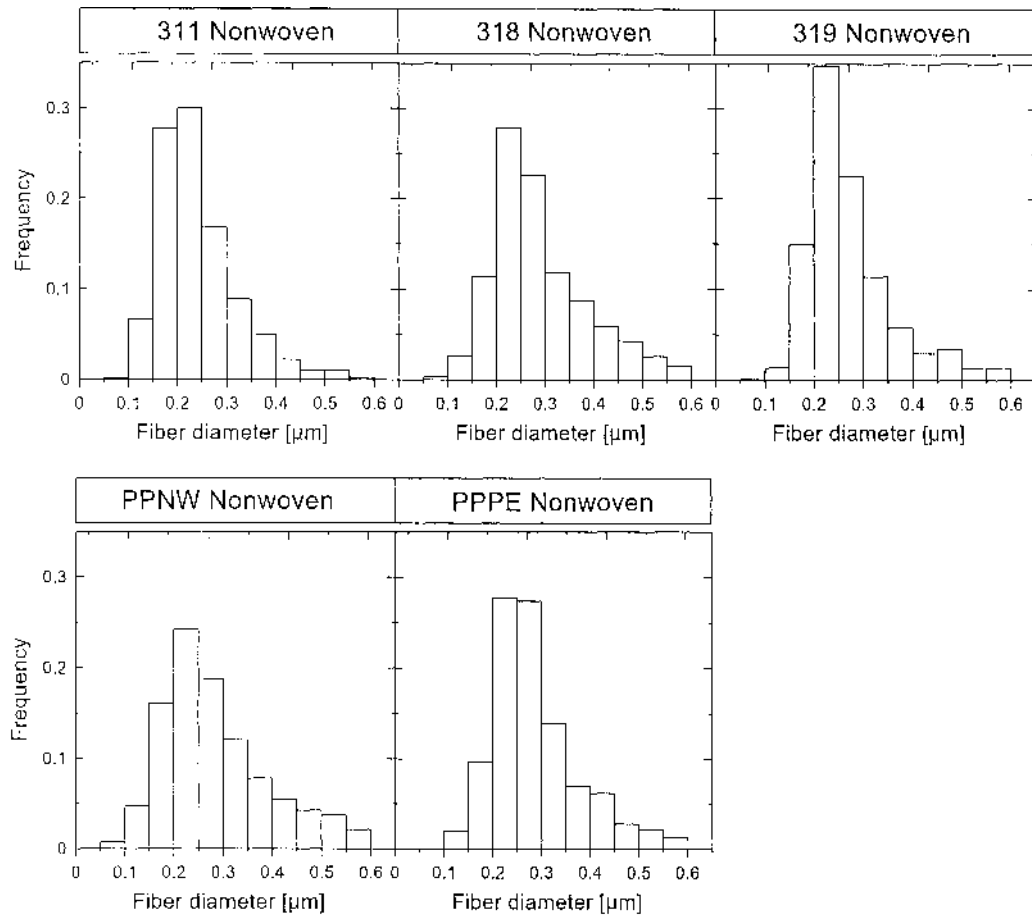 311 Nonwoven
318 Nonwoven
319 Nonwoven
Frequency
0.3
0.2
0.1
0
0 0.1 0.2 0.3 0.4 0.5 0.6
0 0.1 0.2 0.3 0.4 0.5 0.6
0 0.1 0.2 0.3 0.4 0.5 0.6
Fiber diameter [µm]
Fiber diameter [µm]
Fiber diameter [µm]
PPNW Nonwoven
PPPE Nonwoven
Frequency
0.3
0.2
0.1
0
0 0.1 0.2 0.3 0.4 0.5 0.6
0 0.1 0.2 0.3 0.4 0.5 0.6
Fiber diameter [µm]
Fiber diameter [µm]